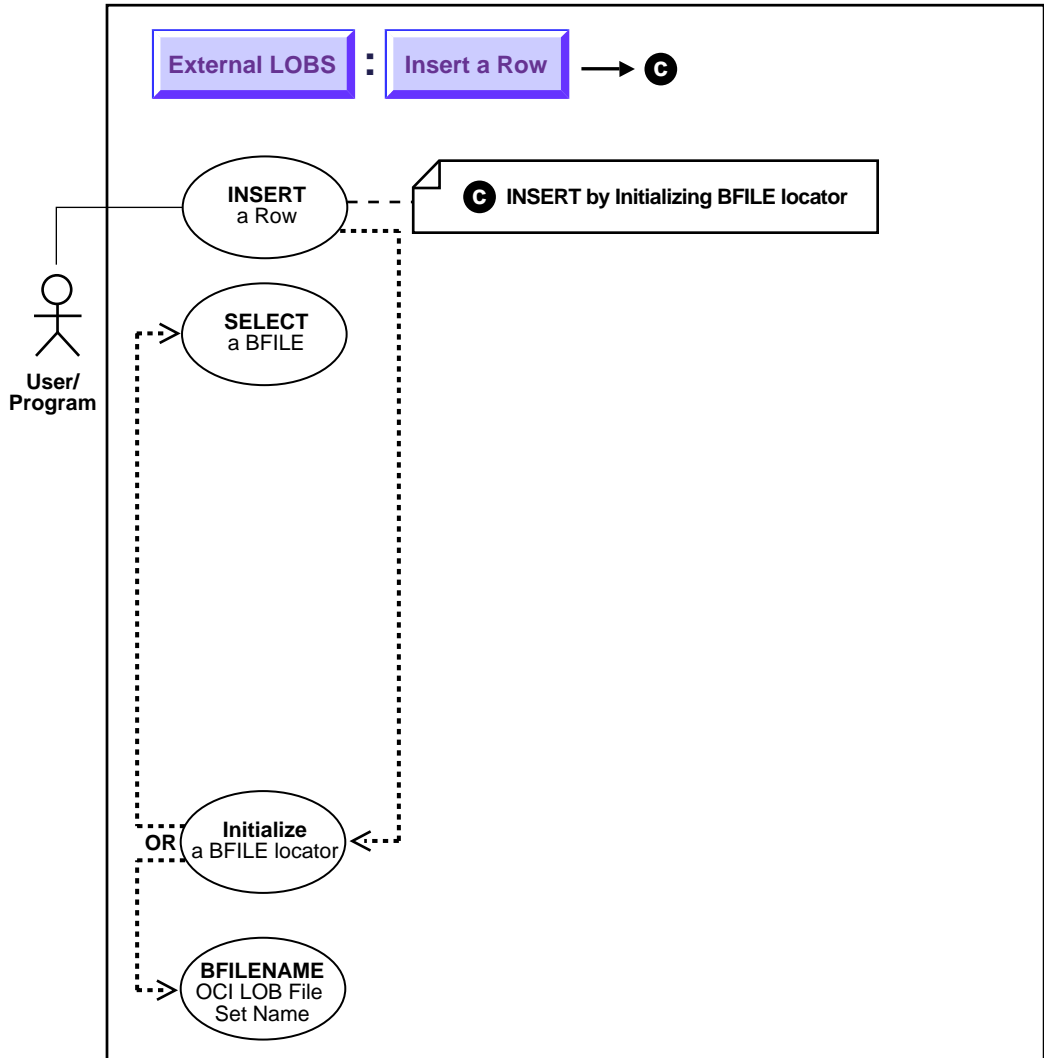 External LOBS : Insert a Row C
INSERT
a Row
C INSERT by Initializing BFILE locator
SELECT
a BFILE
User/
Program
OR
Initialize
a BFILE locator
BFILENAME
OCI LOB File
Set Name